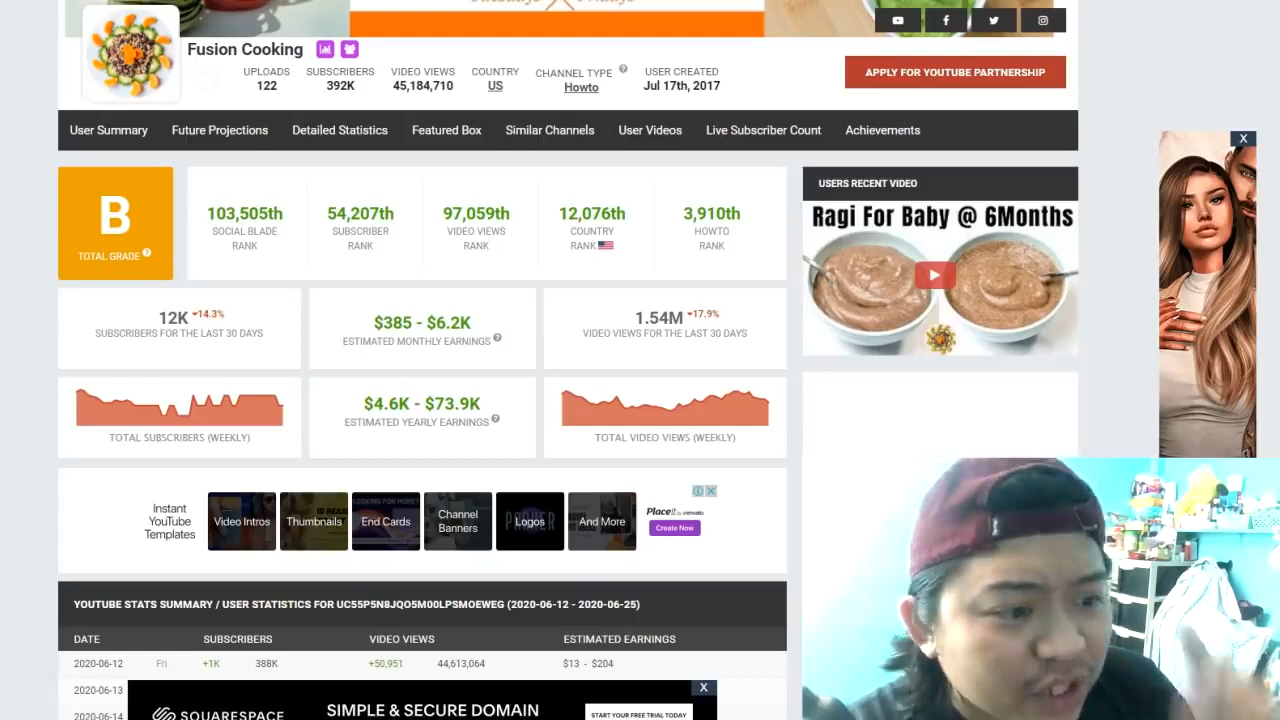 Tuesdays Fridays
Fusion Cooking
UPLOADS
122
SUBSCRIBERS
392K
VIDEO VIEWS
45,184,710
COUNTRY
US
CHANNEL TYPE
Howto
USER CREATED
Jul 17th, 2017
APPLY FOR YOUTUBE PARTNERSHIP
User Summary
Future Projections
Detailed Statistics
Featured Box
Similar Channels
User Videos
Live Subscriber Count
Achievements
X
B
TOTAL GRADE
103,505th
SOCIAL BLADE
RANK
54,207th
SUBSCRIBER
RANK
97,059th
VIDEO VIEWS
RANK
12,076th
COUNTRY
RANK
3,910th
HOWTO
RANK
USERS RECENT VIDEO
Ragi For Baby @ 6Months
12K -14.3%
SUBSCRIBERS FOR THE LAST 30 DAYS
$385 - $6.2K
ESTIMATED MONTHLY EARNINGS
1.54M -17.9%
VIDEO VIEWS FOR THE LAST 30 DAYS
TOTAL SUBSCRIBERS (WEEKLY)
$4.6K - $73.9K
ESTIMATED YEARLY EARNINGS
TOTAL VIDEO VIEWS (WEEKLY)
Instant
YouTube
Templates
Video Intros
Thumbnails
LOOKING FOR MORE?
End Cards
Channel
Banners
Logos
And More
Placeit by envato
Create Now
YOUTUBE STATS SUMMARY / USER STATISTICS FOR UC55P5N8JQO5M00LPSMOEWEG (2020-06-12 - 2020-06-25)
DATE
SUBSCRIBERS
VIDEO VIEWS
ESTIMATED EARNINGS
2020-06-12 Fri +1K 388K +50,951 44,613,064 $13 - $204
2020-06-13
2020-06-14
X
SQUARESPACE
SIMPLE & SECURE DOMAIN
START YOUR FREE TRIAL TODAY